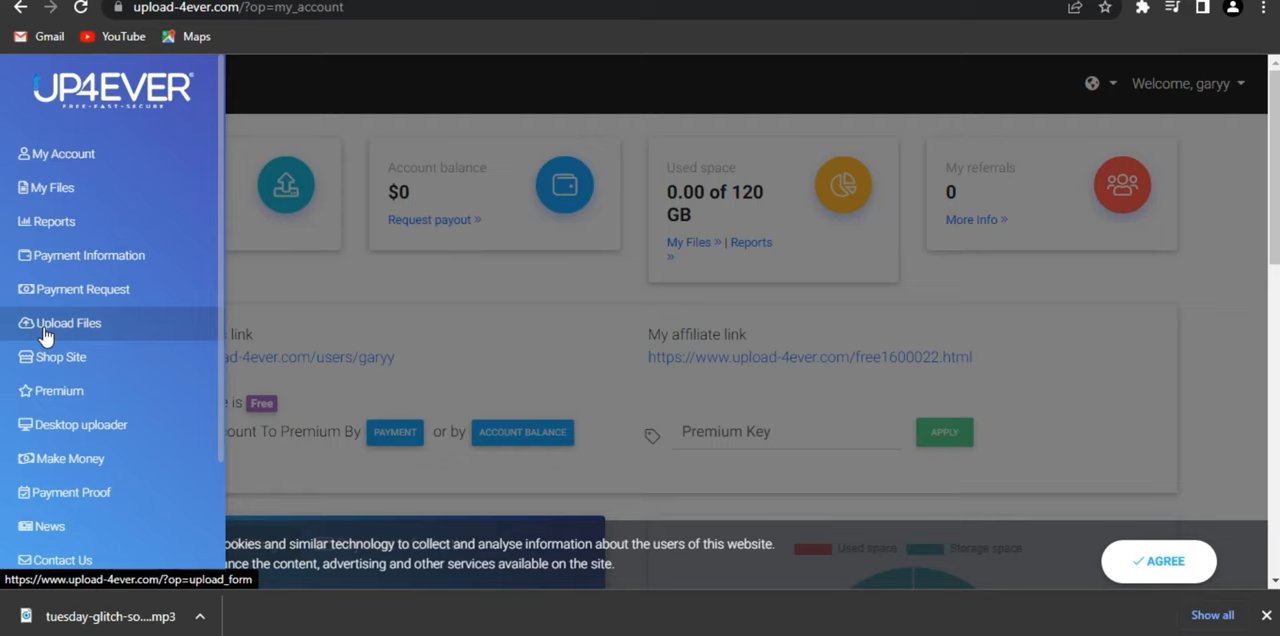 upload-4ever.com/?op=my_account
Gmail
YouTube
Maps
UP4EVER
FREE•FAST•SECURE
My Account
My Files
Reports
Payment Information
Payment Request
Upload Files
Shop Site
Premium
Desktop uploader
Make Money
Payment Proof
News
Contact Us
https://www.upload-4ever.com/?op=upload_form
Welcome, garyy
Account balance
$0
Request payout »
Used space
0.00 of 120
GB
My Files » | Reports
»
My referrals
0
More Info »
link
ad-4ever.com/users/garyy
My affiliate link
https://www.upload-4ever.com/free1600022.html
is Free
ount To Premium By PAYMENT or by ACCOUNT BALANCE
Premium Key
APPLY
ookies and similar technology to collect and analyse information about the users of this website.
nce the content, advertising and other services available on the site.
Used space
Storage space
AGREE
tuesday-glitch-so....mp3
Show all